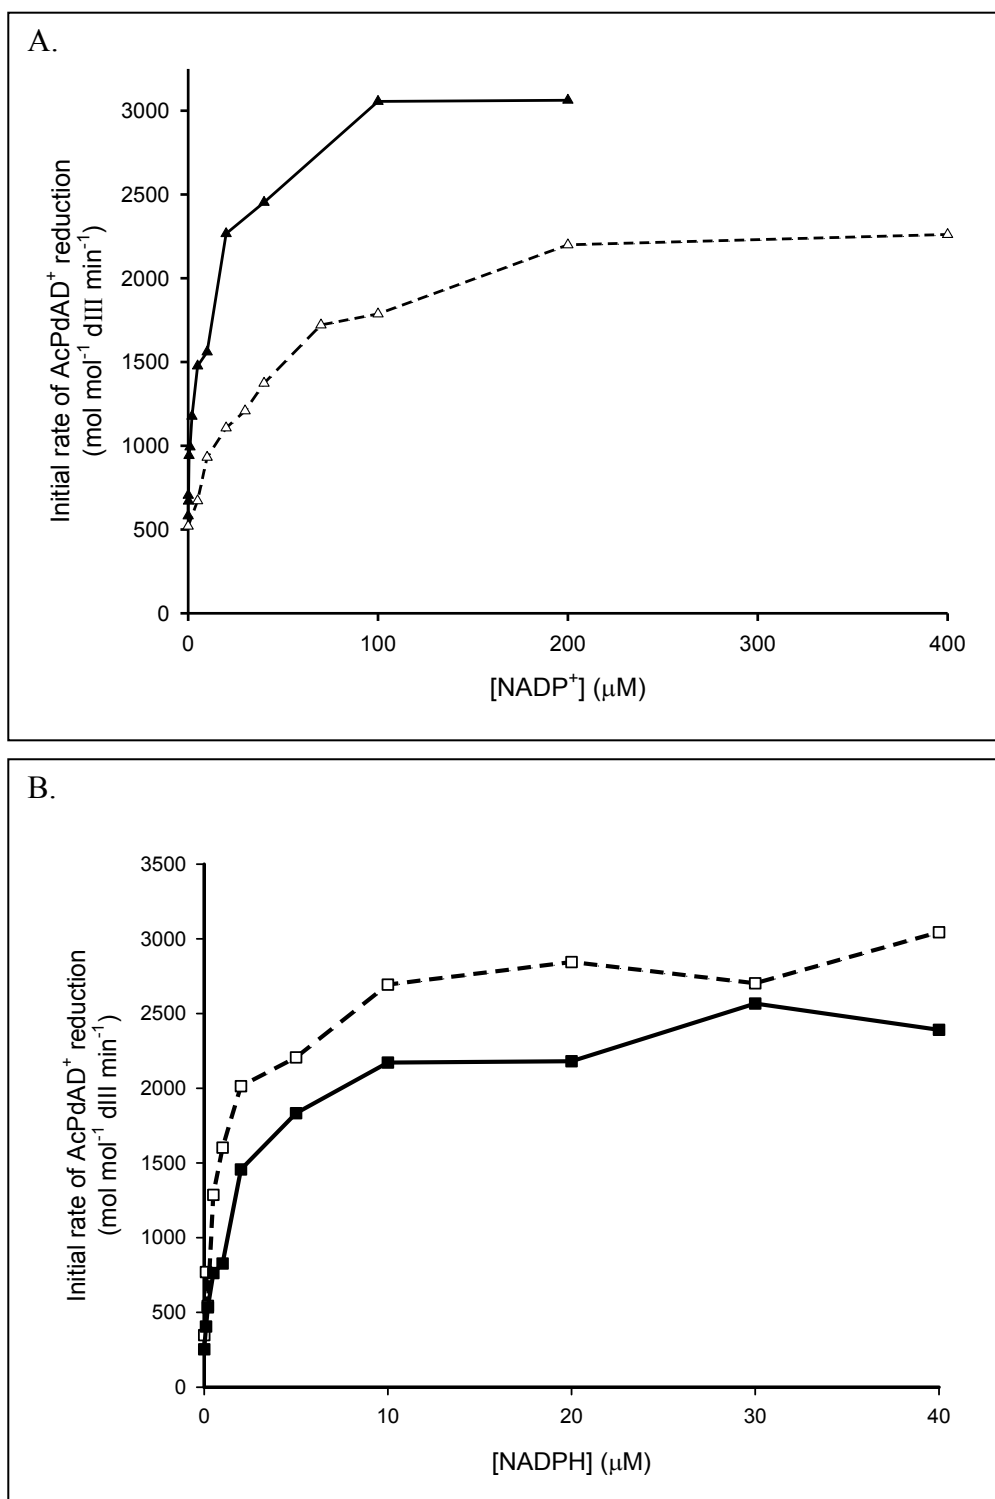 A.
3000
2500
2000
1500
1000
500
0
Initial rate of AcPdAD⁺ reduction
(mol mol⁻¹ dIII min⁻¹)
0 100 200 300 400
[NADP⁺] (μM)
B.
3500
3000
2500
2000
1500
1000
500
0
Initial rate of AcPdAD⁺ reduction
(mol mol⁻¹ dIII min⁻¹)
0 10 20 30 40
[NADPH] (μM)